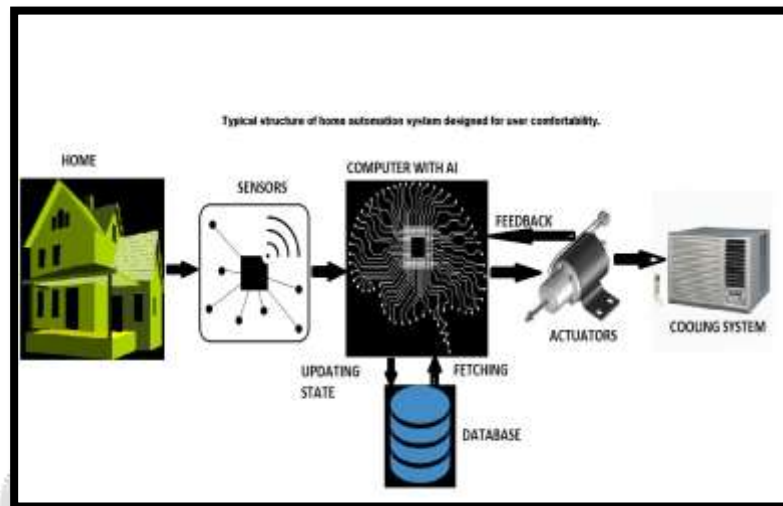 Typical structure of home automation system designed for user comfortability.
HOME
SENSORS
COMPUTER WITH AI
FEEDBACK
ACTUATORS
COOLING SYSTEM
UPDATING
STATE
FETCHING
DATABASE